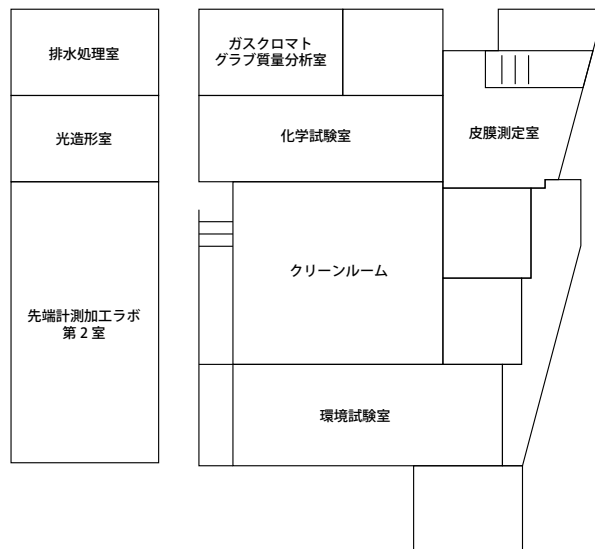 排水処理室
ガスクロマト
グラブ質量分析室
光造形室
化学試験室
皮膜測定室
クリーンルーム
先端計測加工ラボ
第2室
環境試験室